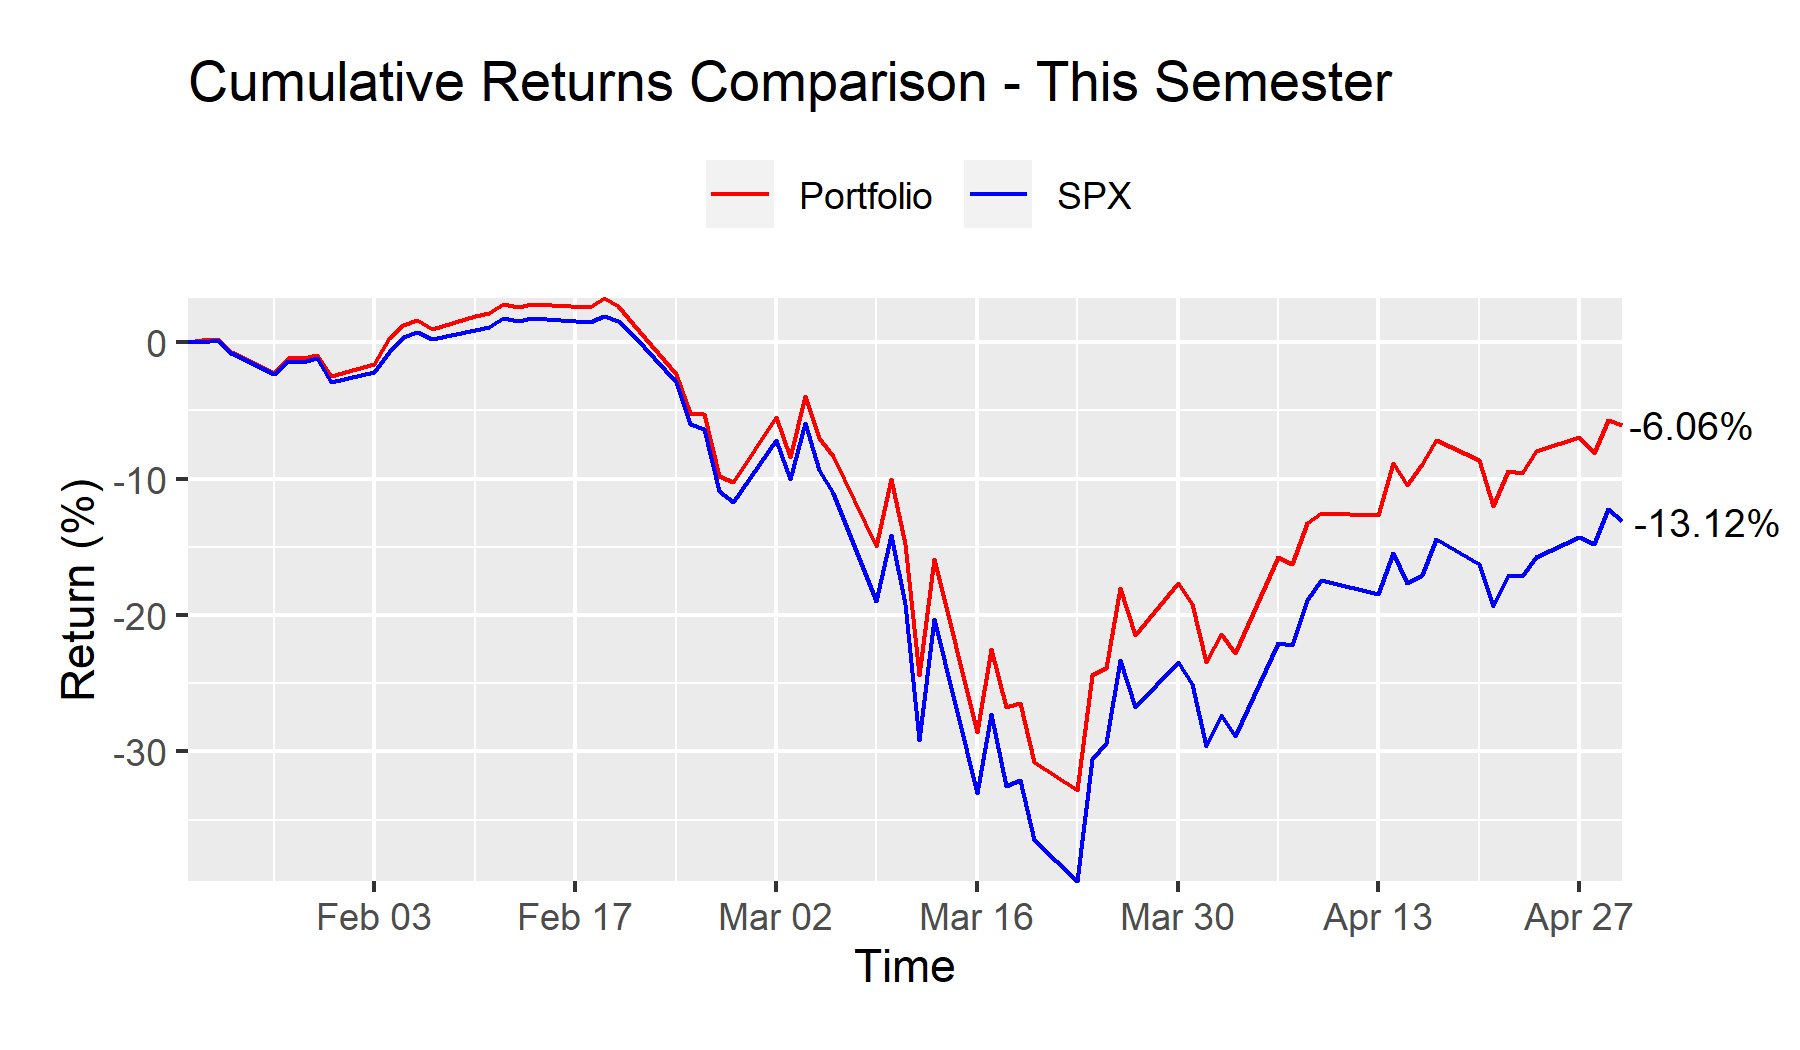 Cumulative Returns Comparison - This Semester
Portfolio SPX
Return (%)
0
-10
-20
-30
-6.06%
-13.12%
Feb 03 Feb 17 Mar 02 Mar 16 Mar 30 Apr 13 Apr 27
Time